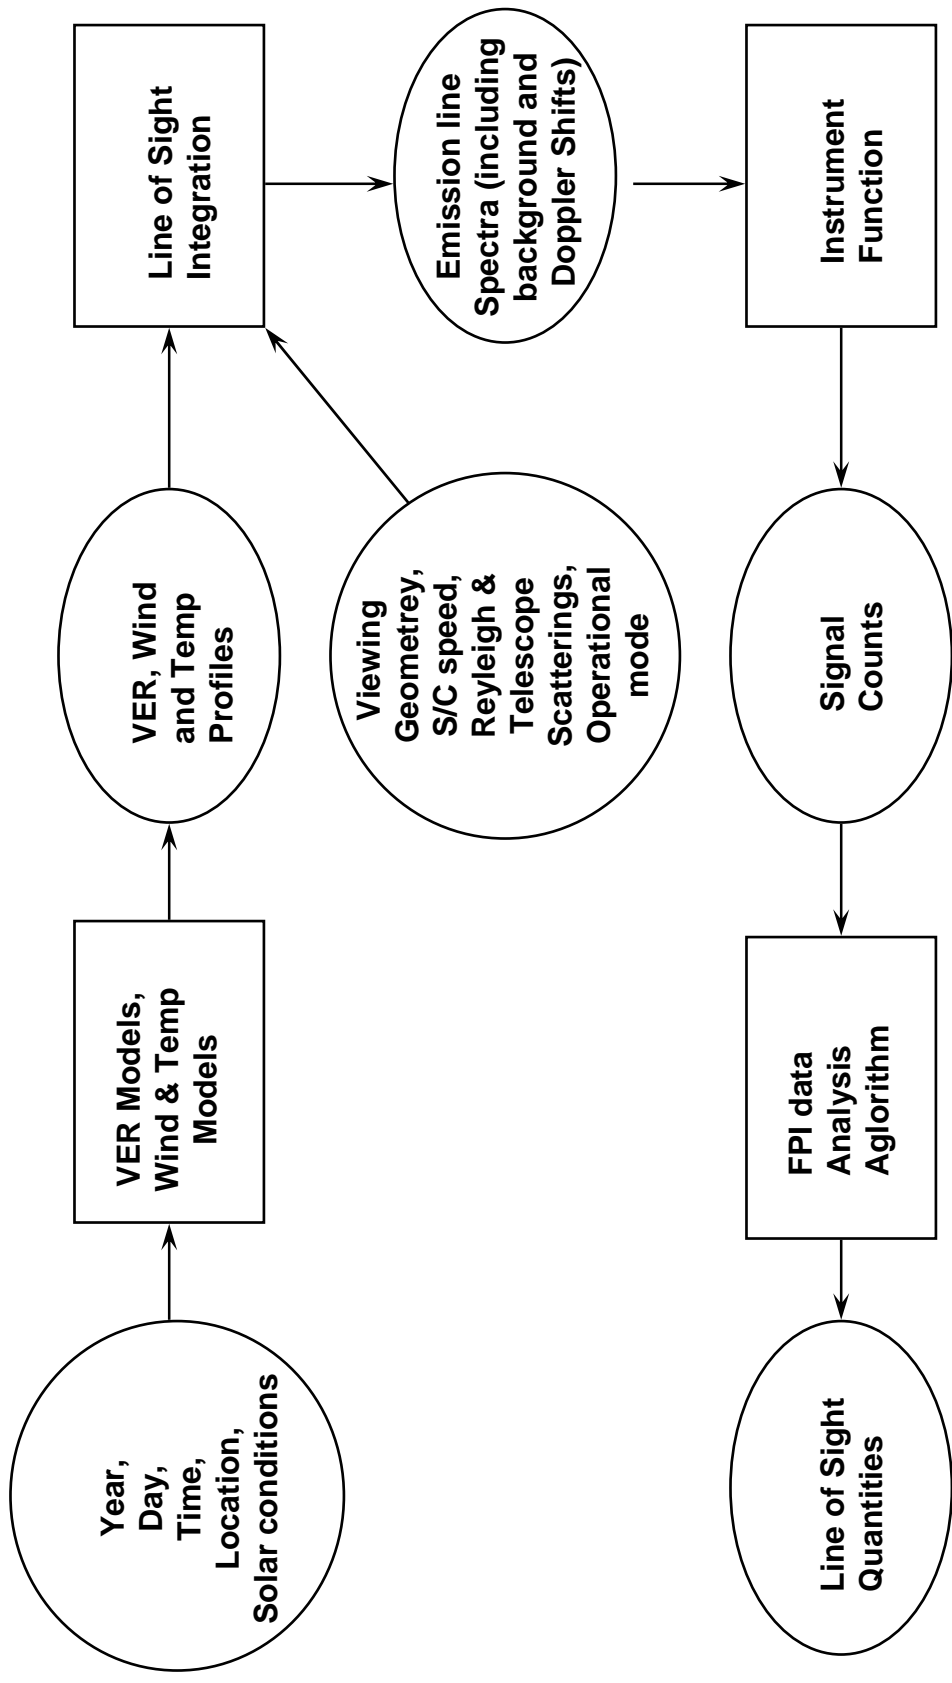 Year,
Day,
Time,
Location,
Solar conditions
VER Models,
Wind & Temp
Models
VER, Wind
and Temp
Profiles
Line of Sight
Integration
Viewing
Geometrey,
S/C speed,
Reyleigh &
Telescope
Scatterings,
Operational
mode
Emission line
Spectra (including
background and
Doppler Shifts)
Instrument
Function
Signal
Counts
FPI data
Analysis
Aglorithm
Line of Sight
Quantities